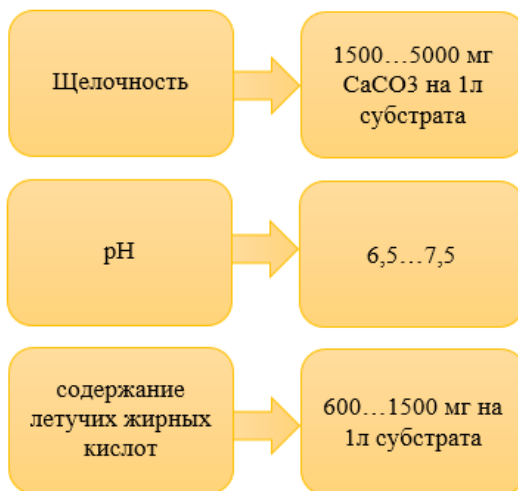 Щелочность
1500…5000 мг
CaCO3 на 1л
субстрата
pH
6,5…7,5
содержание
летучих жирных
кислот
600…1500 мг на
1л субстрата